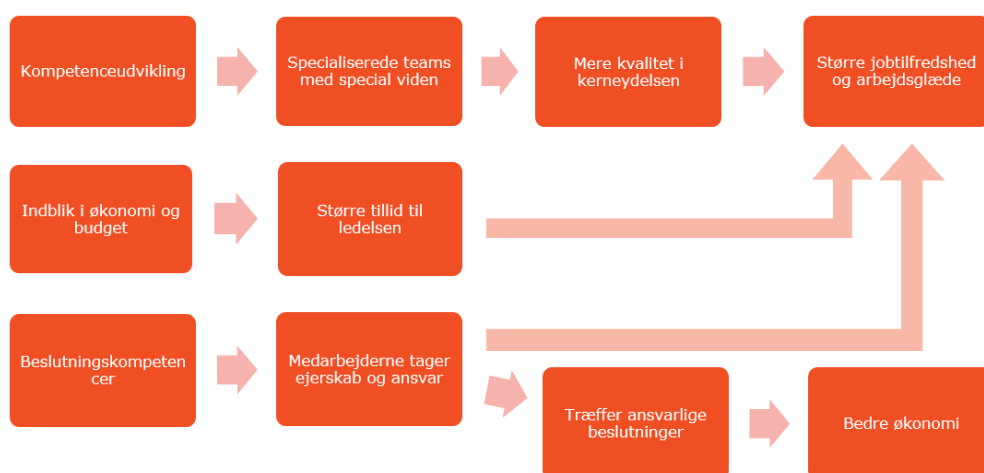 Kompetenceudvikling
Specialiserede teams
med special viden
Mere kvalitet i
kerneydelsen
Større jobtilfredshed
og arbejdsglæde
Indblik i økonomi og
budget
Større tillid til
ledelsen
Beslutningskompeten
cer
Medarbejderne tager
ejerskab og ansvar
Træffer ansvarlige
beslutninger
Bedre økonomi